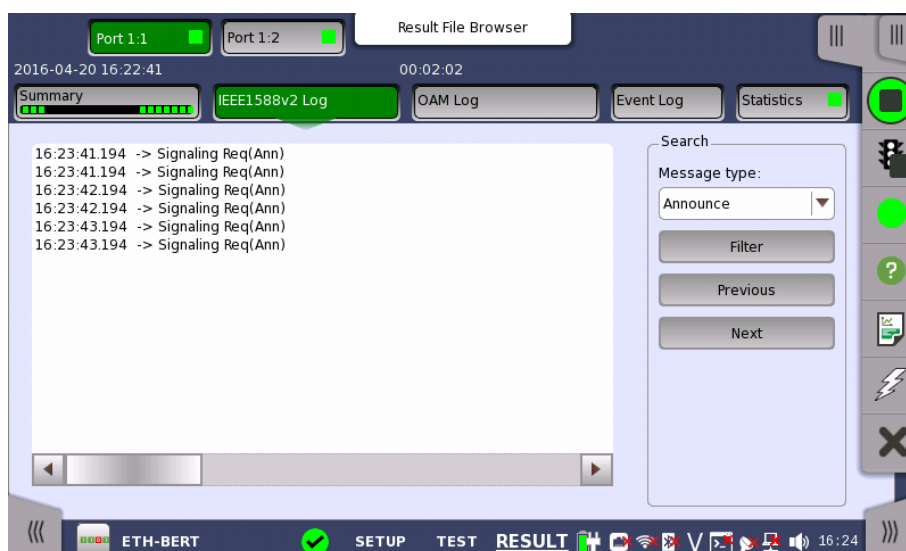 Port 1:1
Port 1:2
Result File Browser
2016-04-20 16:22:41
00:02:02
Summary
IEEE1588v2 Log
OAM Log
Event Log
Statistics
16:23:41.194 -> Signaling Req(Ann)
16:23:41.194 -> Signaling Req(Ann)
16:23:42.194 -> Signaling Req(Ann)
16:23:42.194 -> Signaling Req(Ann)
16:23:43.194 -> Signaling Req(Ann)
16:23:43.194 -> Signaling Req(Ann)
Search
Message type:
Announce
Filter
Previous
Next
ETH-BERT
SETUP
TEST
RESULT
16:24